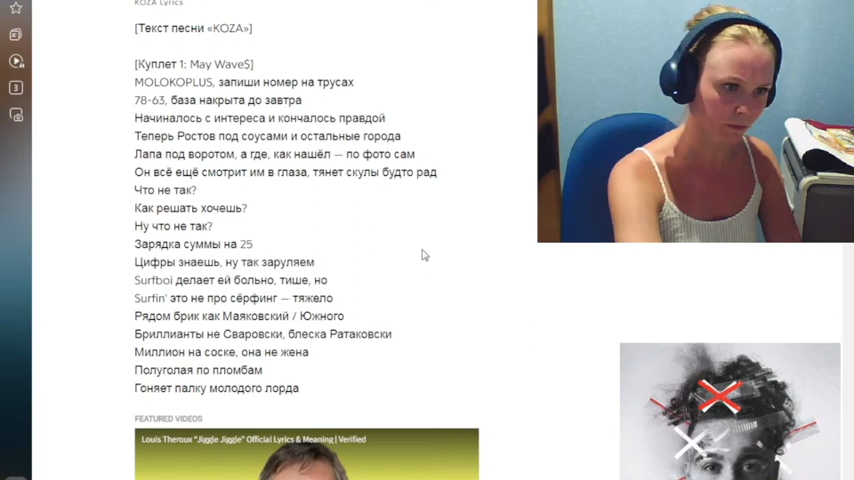 KOZA Lyrics
[Текст песни «KOZA»]
[Куплет 1: May Wave$]
MOLOKOPLUS, запиши номер на трусах
78-63, база накрыта до завтра
Начиналось с интереса и кончалось правдой
Теперь Ростов под соусами и остальные города
Лапа под воротом, а где, как нашёл — по фото сам
Он всё ещё смотрит им в глаза, тянет скулы будто рад
Что не так?
Как решать хочешь?
Ну что не так?
Зарядка суммы на 25
Цифры знаешь, ну так заруляем
Surfboi делает ей больно, тише, но
Surfin' это не про сёрфинг — тяжело
Рядом брик как Маяковский / Южного
Бриллианты не Сваровски, блеска Ратаковски
Миллион на соске, она не жена
Полуголая по пломбам
Гоняет палку молодого лорда
FEATURED VIDEOS
Louis Theroux "Jiggle Jiggle" Official Lyrics & Meaning | Verified
3